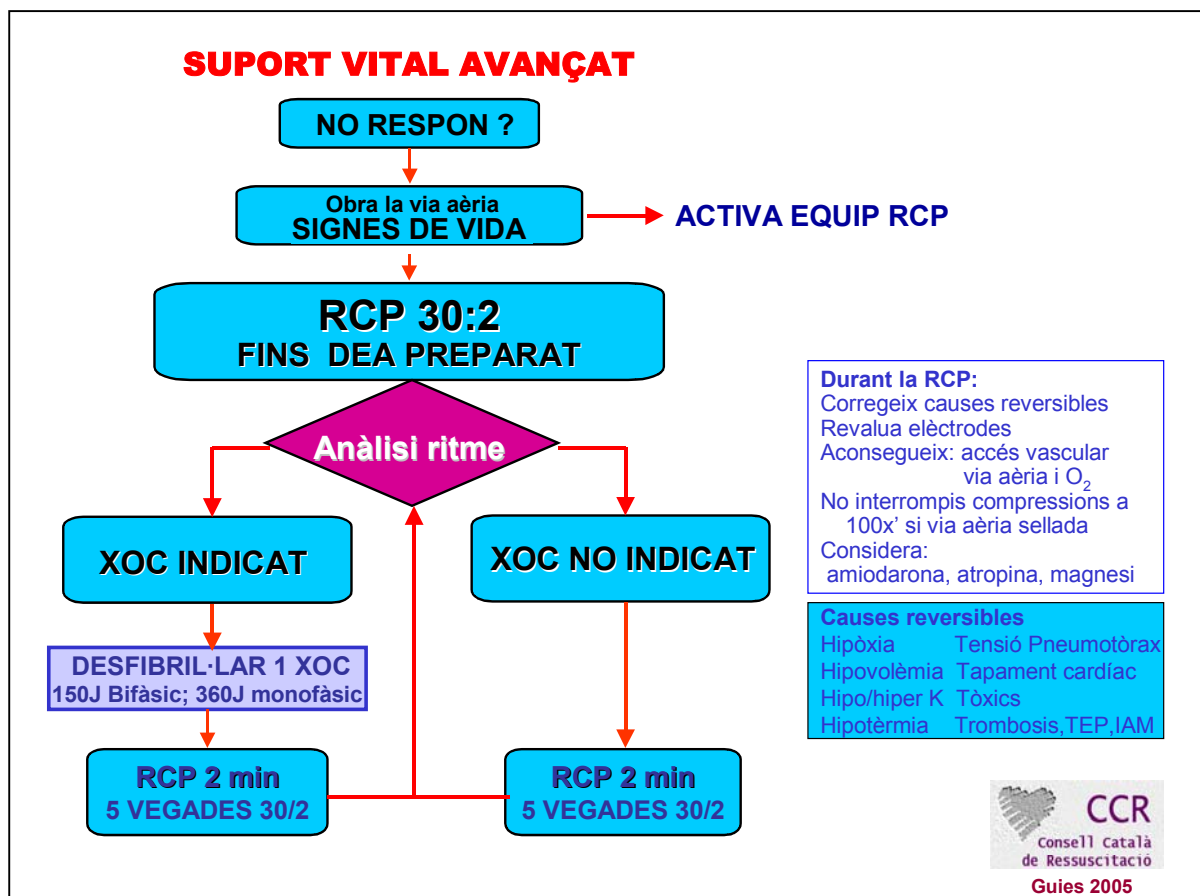 SUPORT VITAL AVANÇAT
NO RESPON ?
Obra la via aèria
SIGNES DE VIDA
ACTIVA EQUIP RCP
RCP 30:2
FINS DEA PREPARAT
Anàlisi ritme
XOC INDICAT
XOC NO INDICAT
DESFIBRIL·LAR 1 XOC
150J Bifàsic; 360J monofàsic
RCP 2 min
5 VEGADES 30/2
RCP 2 min
5 VEGADES 30/2
Durant la RCP:
Corregeix causes reversibles
Revalua elèctrodes
Aconsegueix: accés vascular
via aèria i O₂
No interrompis compressions a
100x’ si via aèria sellada
Considera:
amiodarona, atropina, magnesi
Causes reversibles
Hipòxia Tensió Pneumotòrax
Hipovolèmia Tapament cardíac
Hipo/hiper K Tòxics
Hipotèrmia Trombosis,TEP,IAM
CCR
Consell Català
de Ressuscitació
Guies 2005